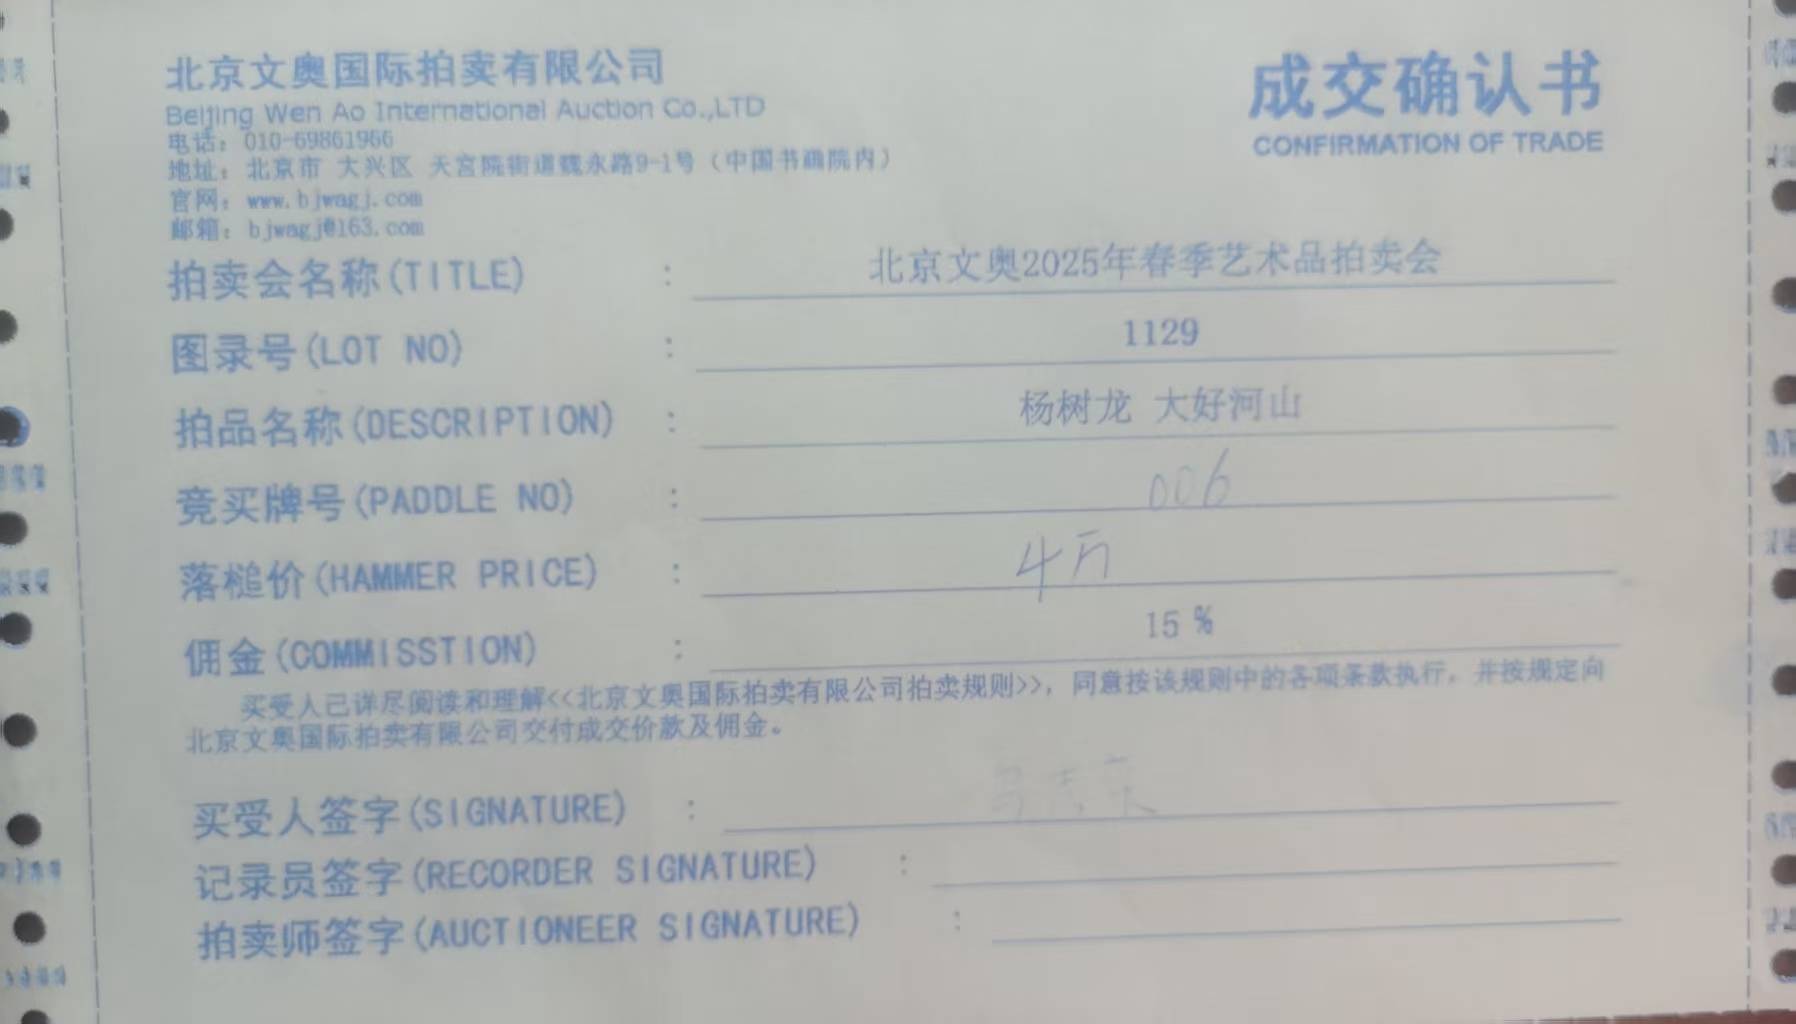 北京文奥国际拍卖有限公司
成交确认书
Beijing Wen Ao International Auction Co.,LTD
CONFIRMATION OF TRADE
电话：010-69861966
地址：北京市 大兴区 天宫院街道魏永路9-1号（中国书画院内）
官网：www.bjwagj.com
邮箱：bjwagj@163.com
拍卖会名称(TITLE) : 北京文奥2025年春季艺术品拍卖会
图录号(LOT NO) : 1129
拍品名称(DESCRIPTION) : 杨树龙 大好河山
竞买牌号(PADDLE NO) : 006
落槌价(HAMMER PRICE) : 4万
佣金(COMMISSTION) : 15 %
买受人已详尽阅读和理解<<北京文奥国际拍卖有限公司拍卖规则>>，同意按该规则中的各项条款执行，并按规定向
北京文奥国际拍卖有限公司交付成交价款及佣金。
买受人签字(SIGNATURE) :
记录员签字(RECORDER SIGNATURE) :
拍卖师签字(AUCTIONEER SIGNATURE) :